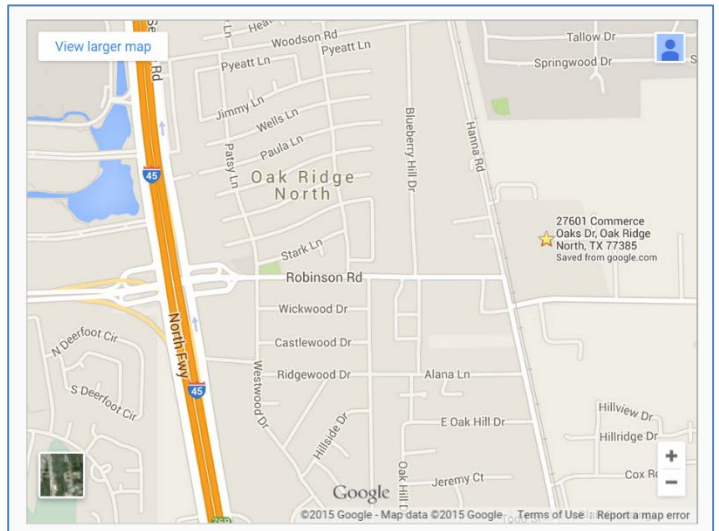 View larger map
Woodson Rd
Pyeatt Ln
Pyeatt Ln
Tallow Dr
Springwood Dr
Jimmy Ln
Wells Ln
Paula Ln
Patsy Ln
Blueberry Hill Dr
Hanna Rd
45
Oak Ridge
North
27601 Commerce
Oaks Dr, Oak Ridge
North, TX 77385
Saved from google.com
Stark Ln
Robinson Rd
Wickwood Dr
North Fwy
N Deerfoot Cir
Castlewood Dr
Westwood Dr
Ridgewood Dr
Alana Ln
45
S Deerfoot Cir
Hillside Dr
E Oak Hill Dr
Hillview Dr
Hillridge Dr
Oak Hill
Jeremy Ct
Cox
+
−
Google
©2015 Google - Map data ©2015 Google
Terms of Use
Report a map error